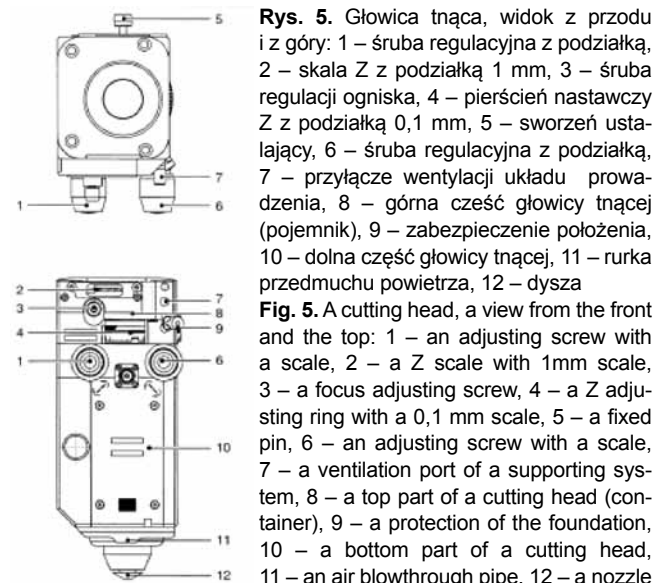 5
7
1
6
2
3
4
1
7
8
9
6
10
11
12
Rys. 5. Głowica tnąca, widok z przodu
i z góry: 1 – śruba regulacyjna z podziałką,
2 – skala Z z podziałką 1 mm, 3 – śruba
regulacji ogniska, 4 – pierścień nastawczy
Z z podziałką 0,1 mm, 5 – sworzeń usta-
lający, 6 – śruba regulacyjna z podziałką,
7 – przyłącze wentylacji układu prowa-
dzenia, 8 – górna cześć głowicy tnącej
(pojemnik), 9 – zabezpieczenie położenia,
10 – dolna część głowicy tnącej, 11 – rurka
przedmuchu powietrza, 12 – dysza
Fig. 5. A cutting head, a view from the front
and the top: 1 – an adjusting screw with
a scale, 2 – a Z scale with 1mm scale,
3 – a focus adjusting screw, 4 – a Z adju-
sting ring with a 0,1 mm scale, 5 – a fixed
pin, 6 – an adjusting screw with a scale,
7 – a ventilation port of a supporting sys-
tem, 8 – a top part of a cutting head (con-
tainer), 9 – a protection of the foundation,
10 – a bottom part of a cutting head,
11 – an air blowthrough pipe, 12 – a nozzle